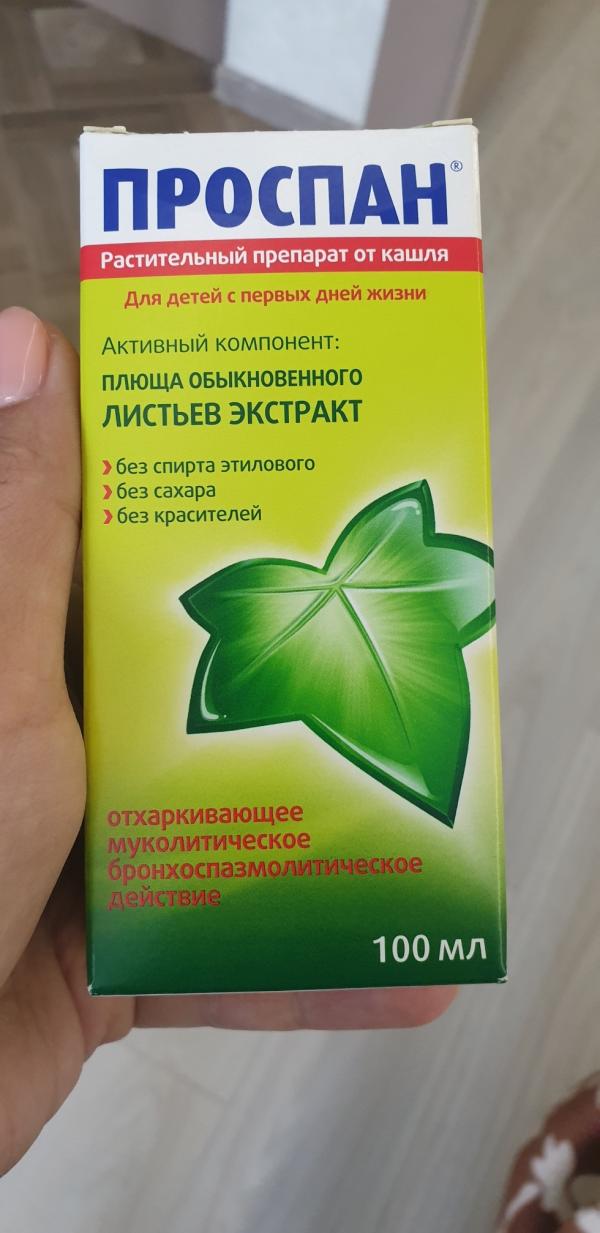 ПРОСПАН®
Растительный препарат от кашля
Для детей с первых дней жизни
Активный компонент:
ПЛЮЩА ОБЫКНОВЕННОГО
ЛИСТЬЕВ ЭКСТРАКТ
› без спирта этилового
› без сахара
› без красителей
отхаркивающее
муколитическое
бронхоспазмолитическое
действие
100 мл